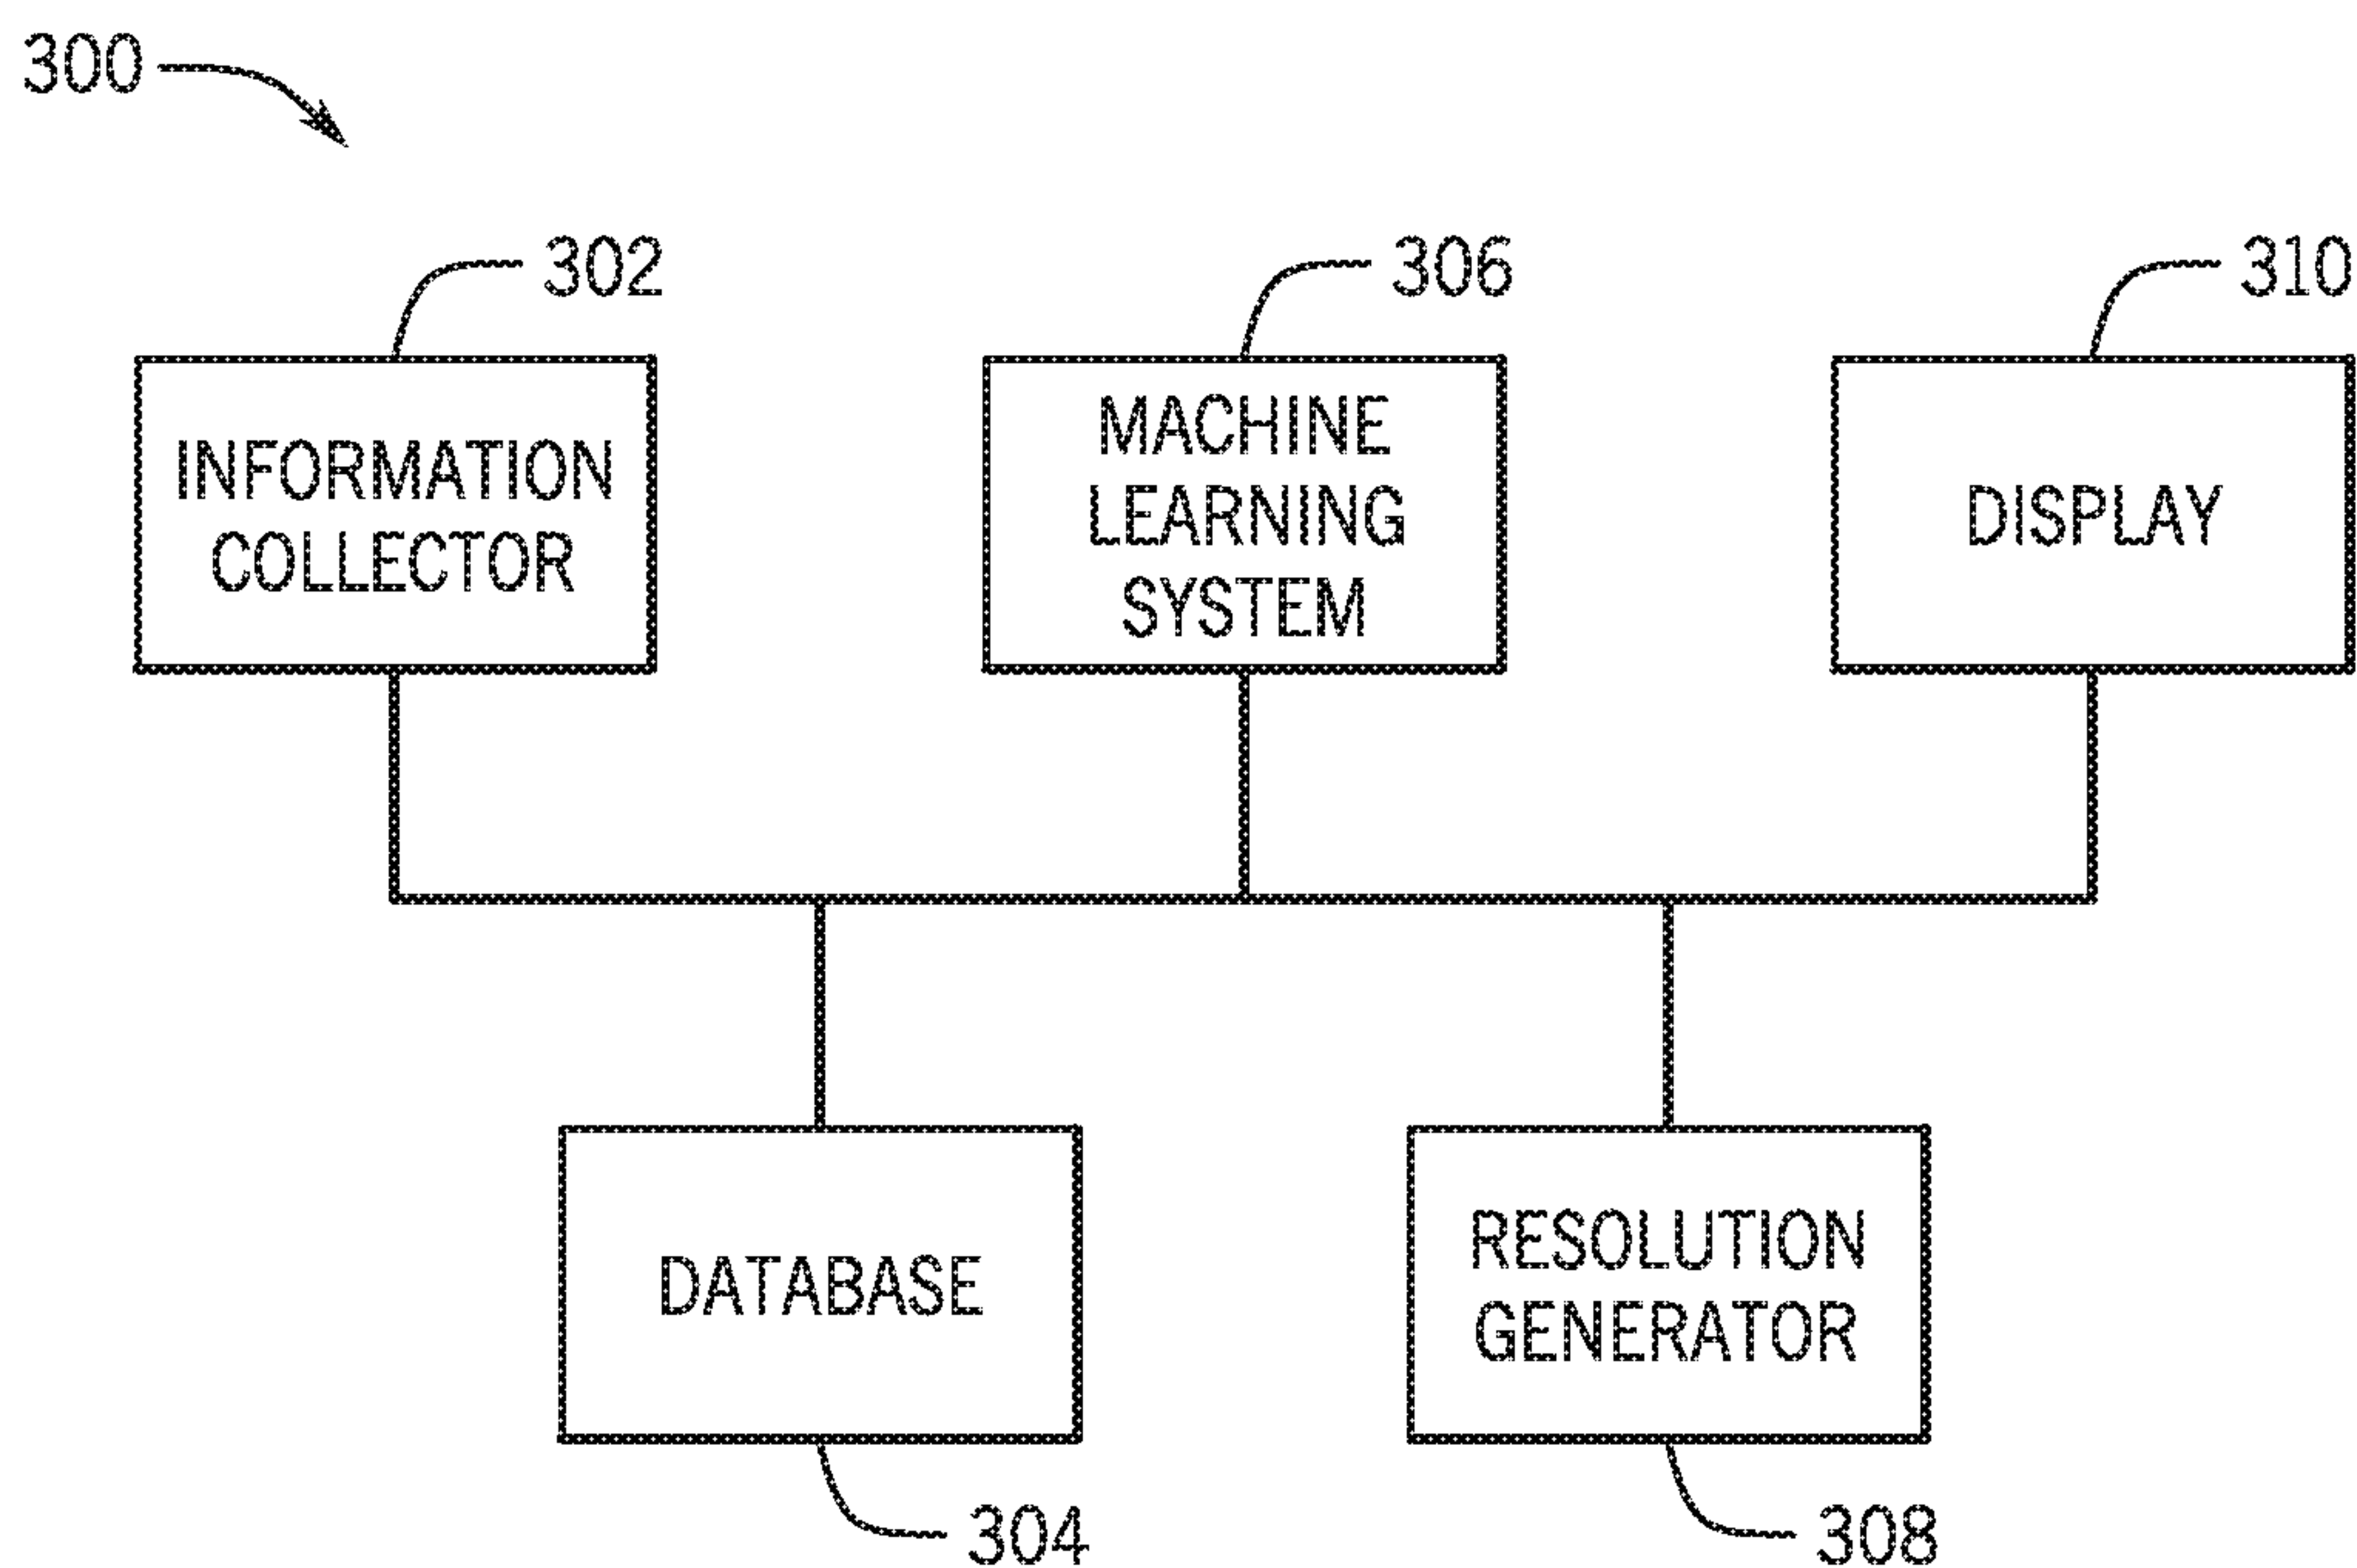 300
302
306
310
INFORMATION
COLLECTOR
MACHINE
LEARNING
SYSTEM
DISPLAY
DATABASE
RESOLUTION
GENERATOR
304
308